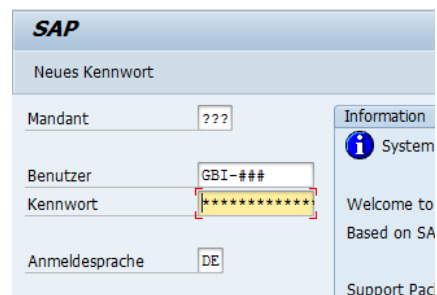 SAP
Neues Kennwort
Mandant ???
Information
System
Benutzer GBI-###
Kennwort *************
Welcome to
Based on SA
Anmeldesprache DE
Support Pac